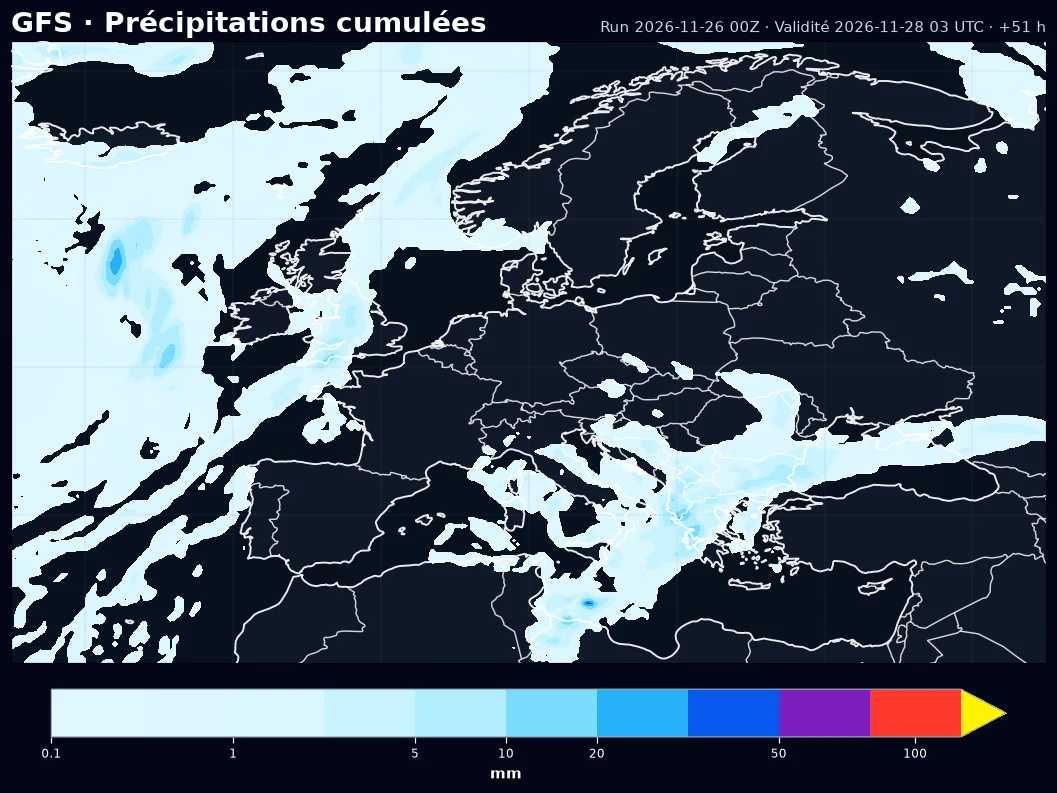 GFS · Précipitations cumulées
Run 2026-11-26 00Z · Validité 2026-11-28 03 UTC · +51 h
0.1 1 5 10 20 50 100
mm